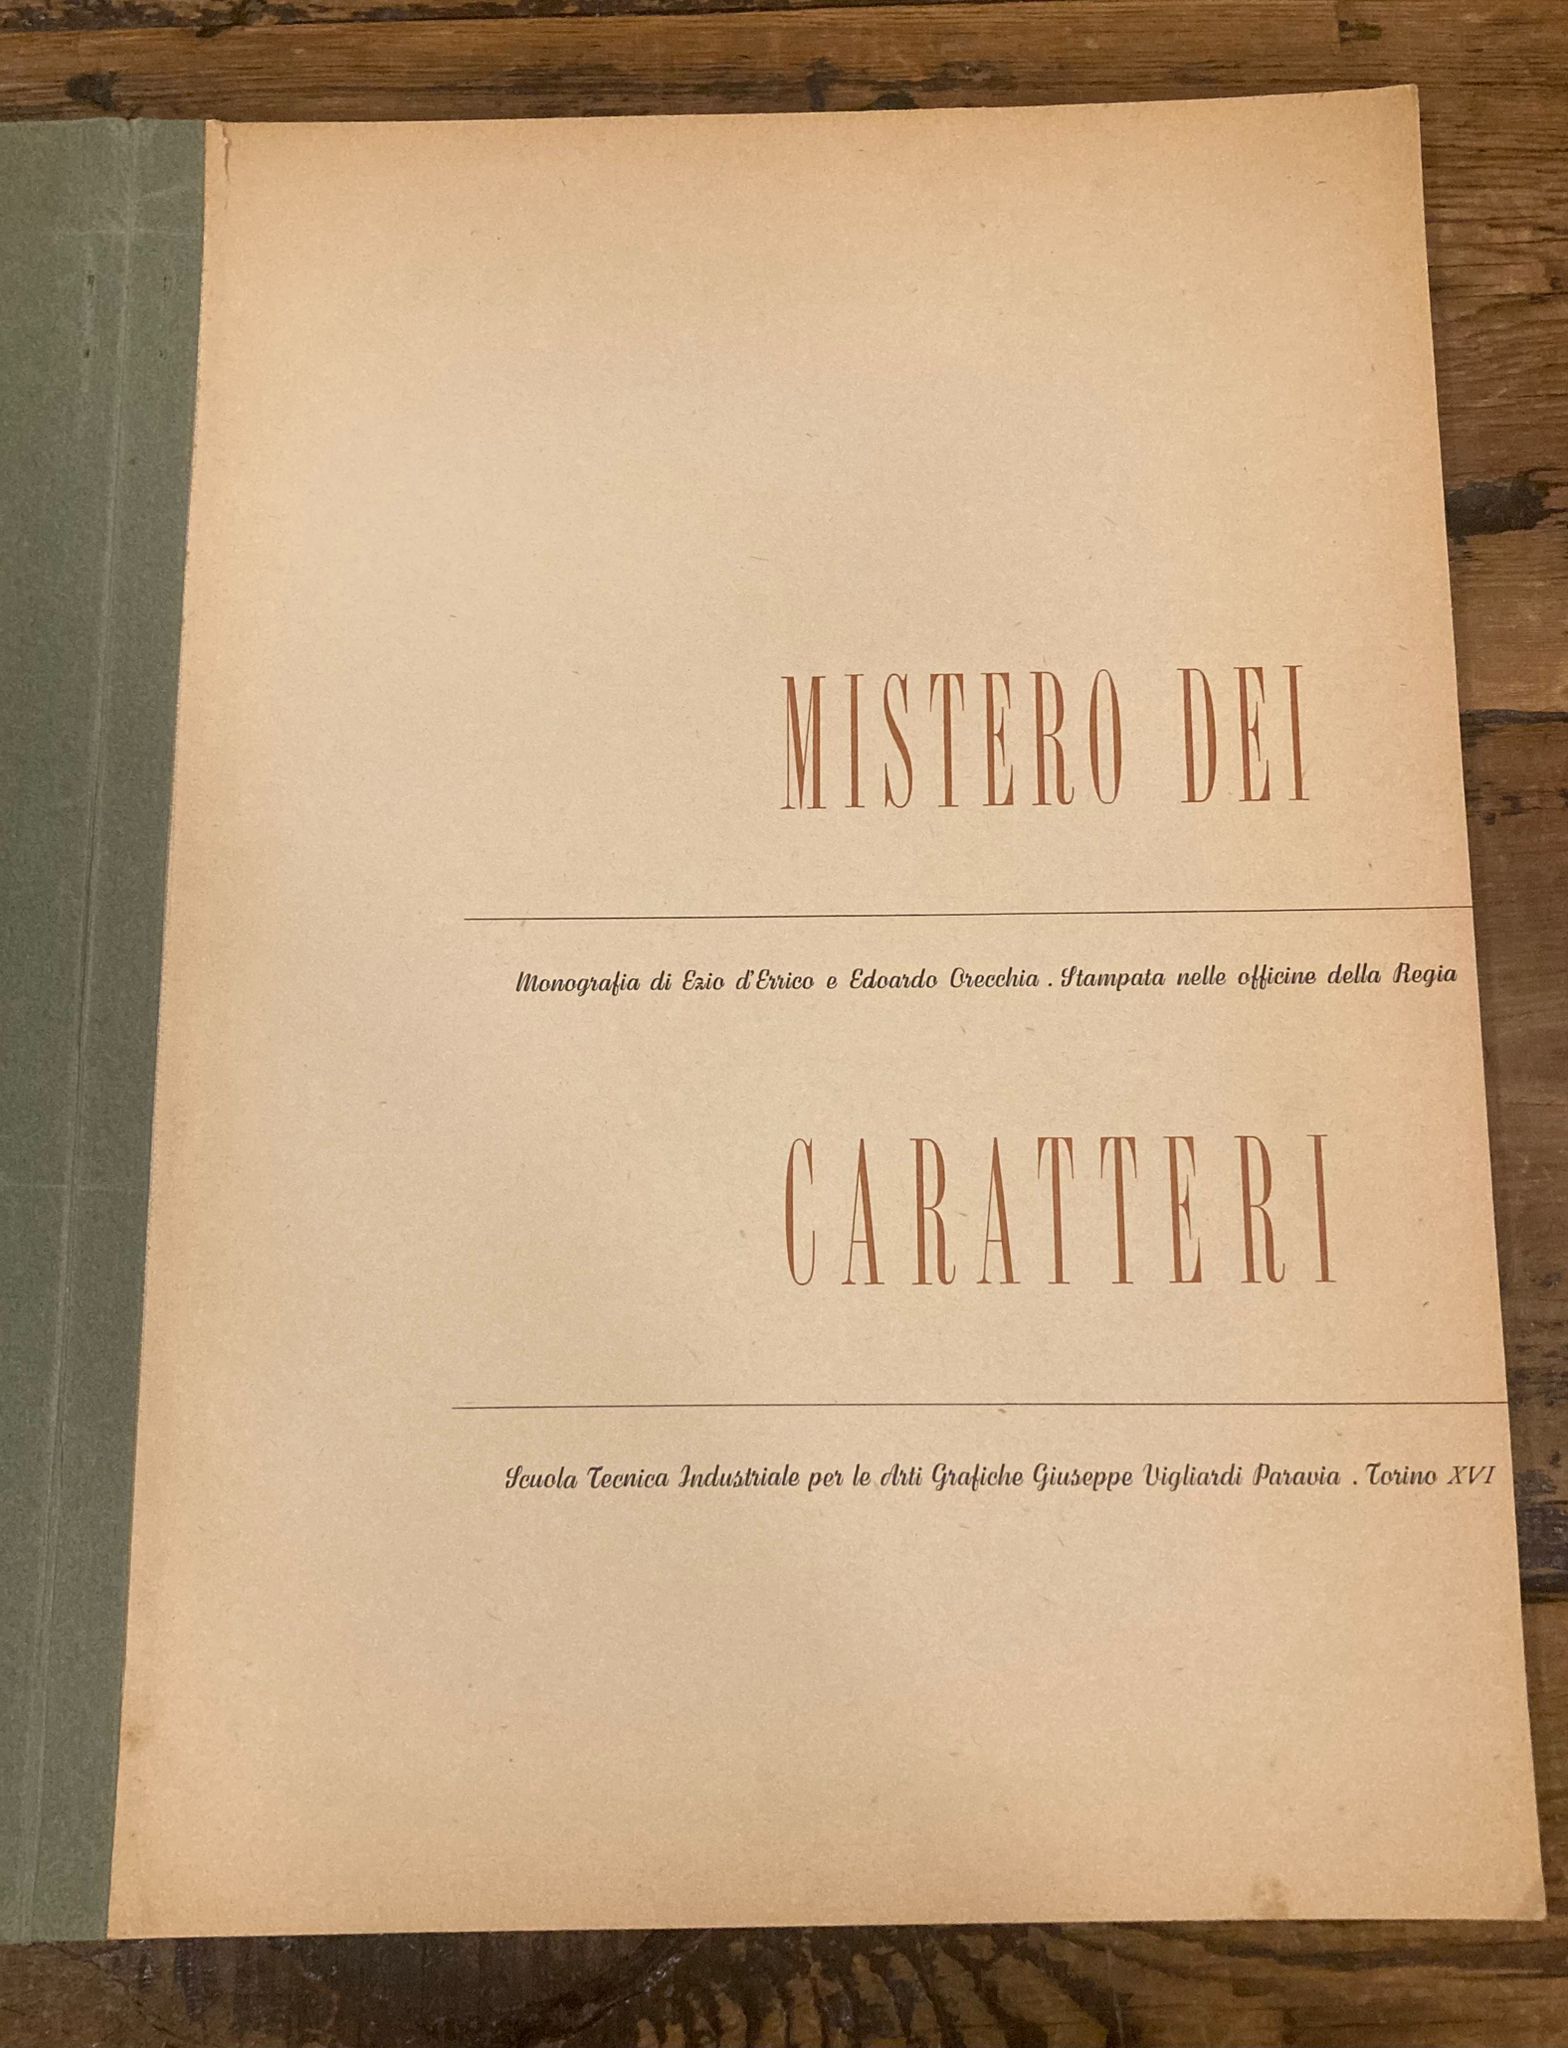 MISTERO DEI
Monografia di Ezio d'Errico e Edoardo Orecchia . Stampata nelle officine della Regia
CARATTERI
Scuola Tecnica Industriale per le Arti Grafiche Giuseppe Vigliardi Paravia . Torino XVI